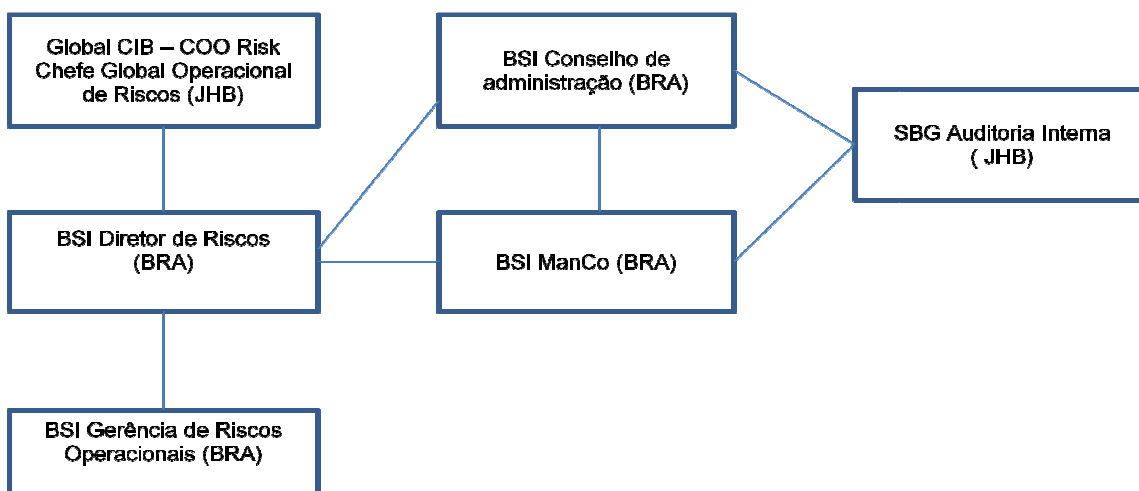 Global CIB – COO Risk
Chefe Global Operacional
de Riscos (JHB)
BSI Conselho de
administração (BRA)
SBG Auditoria Interna
( JHB)
BSI Diretor de Riscos
(BRA)
BSI ManCo (BRA)
BSI Gerência de Riscos
Operacionais (BRA)